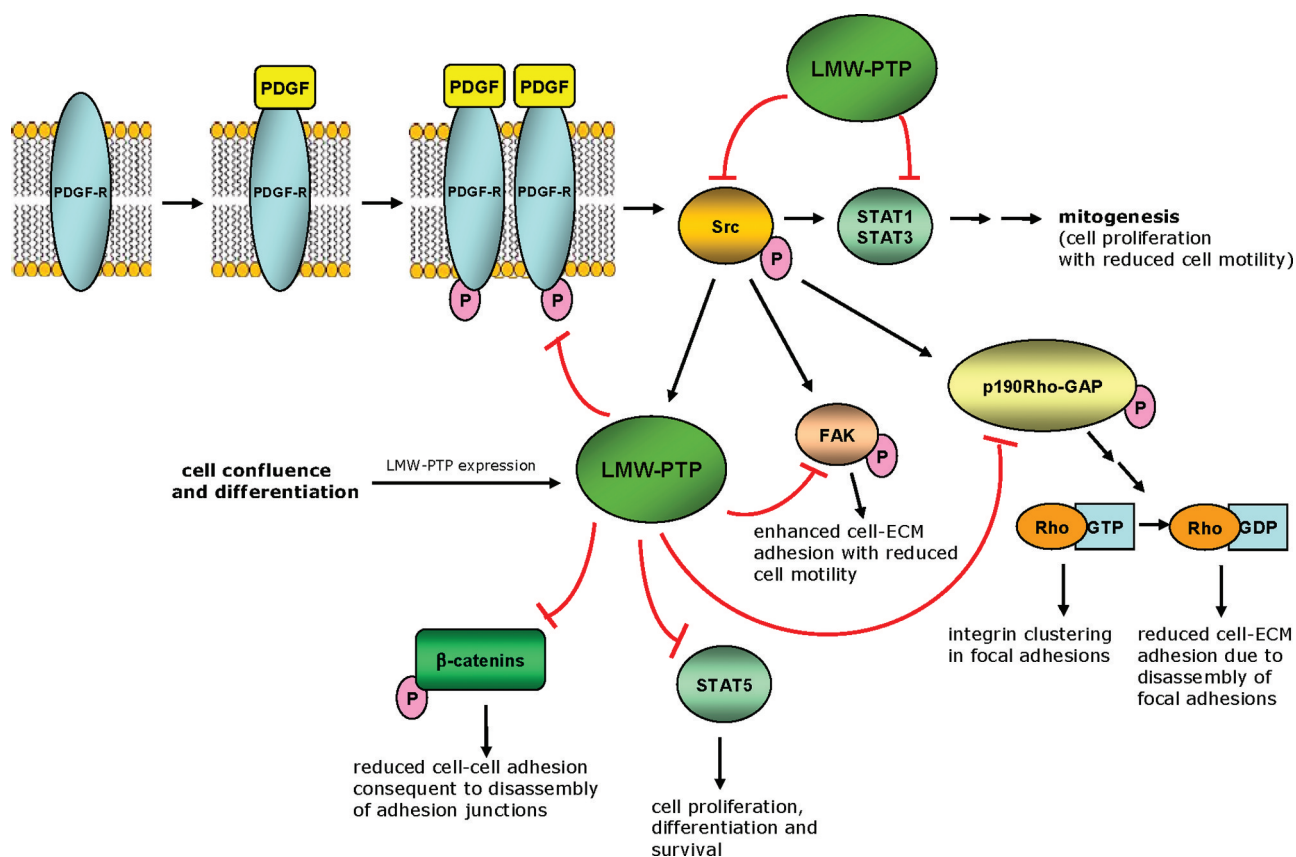 LMW-PTP
PDGF
PDGF
PDGF
PDGF-R
PDGF-R
PDGF-R
PDGF-R
Src
P
STAT1
STAT3
mitogenesis
(cell proliferation
with reduced cell motility)
P
P
p190Rho-GAP
P
FAK
P
cell confluence
and differentiation
LMW-PTP expression
LMW-PTP
enhanced cell-ECM
adhesion with reduced
cell motility
Rho
GTP
Rho
GDP
integrin clustering
in focal adhesions
reduced cell-ECM
adhesion due to
disassembly of
focal adhesions
β-catenins
P
STAT5
reduced cell-cell adhesion
consequent to disassembly
of adhesion junctions
cell proliferation,
differentiation and
survival